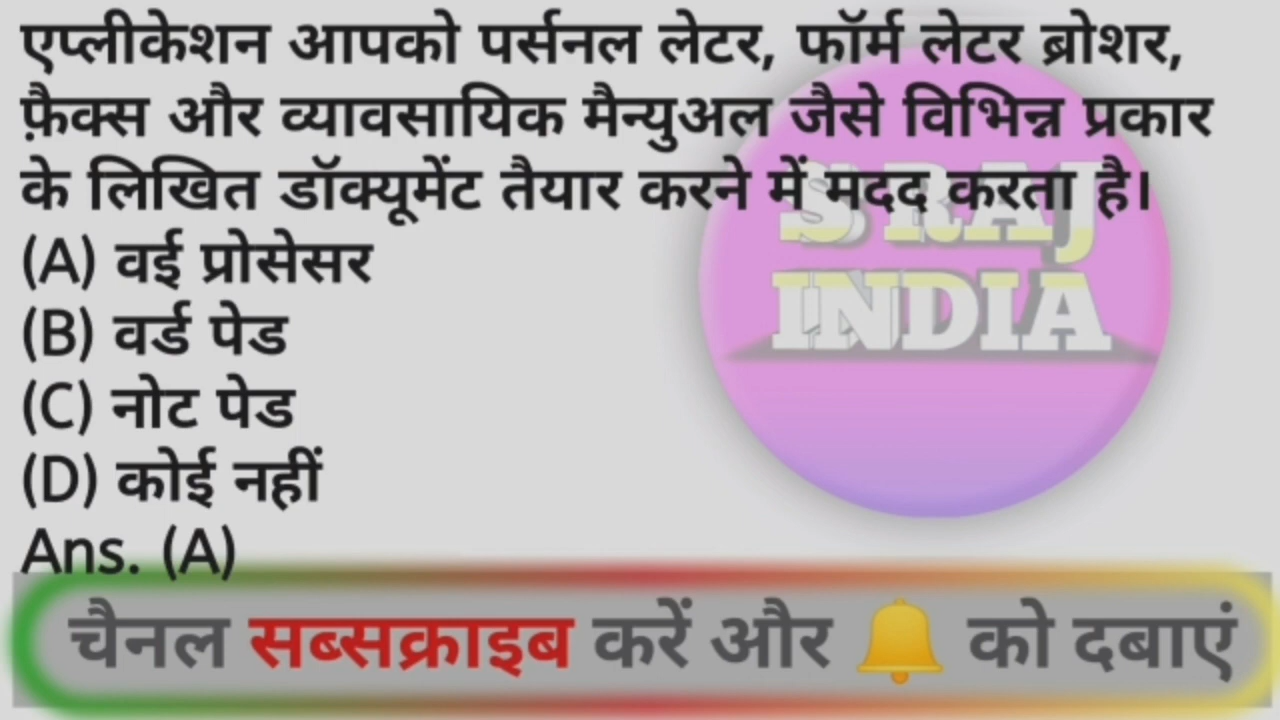 एप्लीकेशन आपको पर्सनल लेटर, फॉर्म लेटर ब्रोशर,
फ़ैक्स और व्यावसायिक मैन्युअल जैसे विभिन्न प्रकार
के लिखित डॉक्यूमेंट तैयार करने में मदद करता है।
S RAJ
INDIA
(A) वई प्रोसेसर
(B) वर्ड पेड
(C) नोट पेड
(D) कोई नहीं
Ans. (A)
चैनल सब्सक्राइब करें और 🔔 को दबाएं